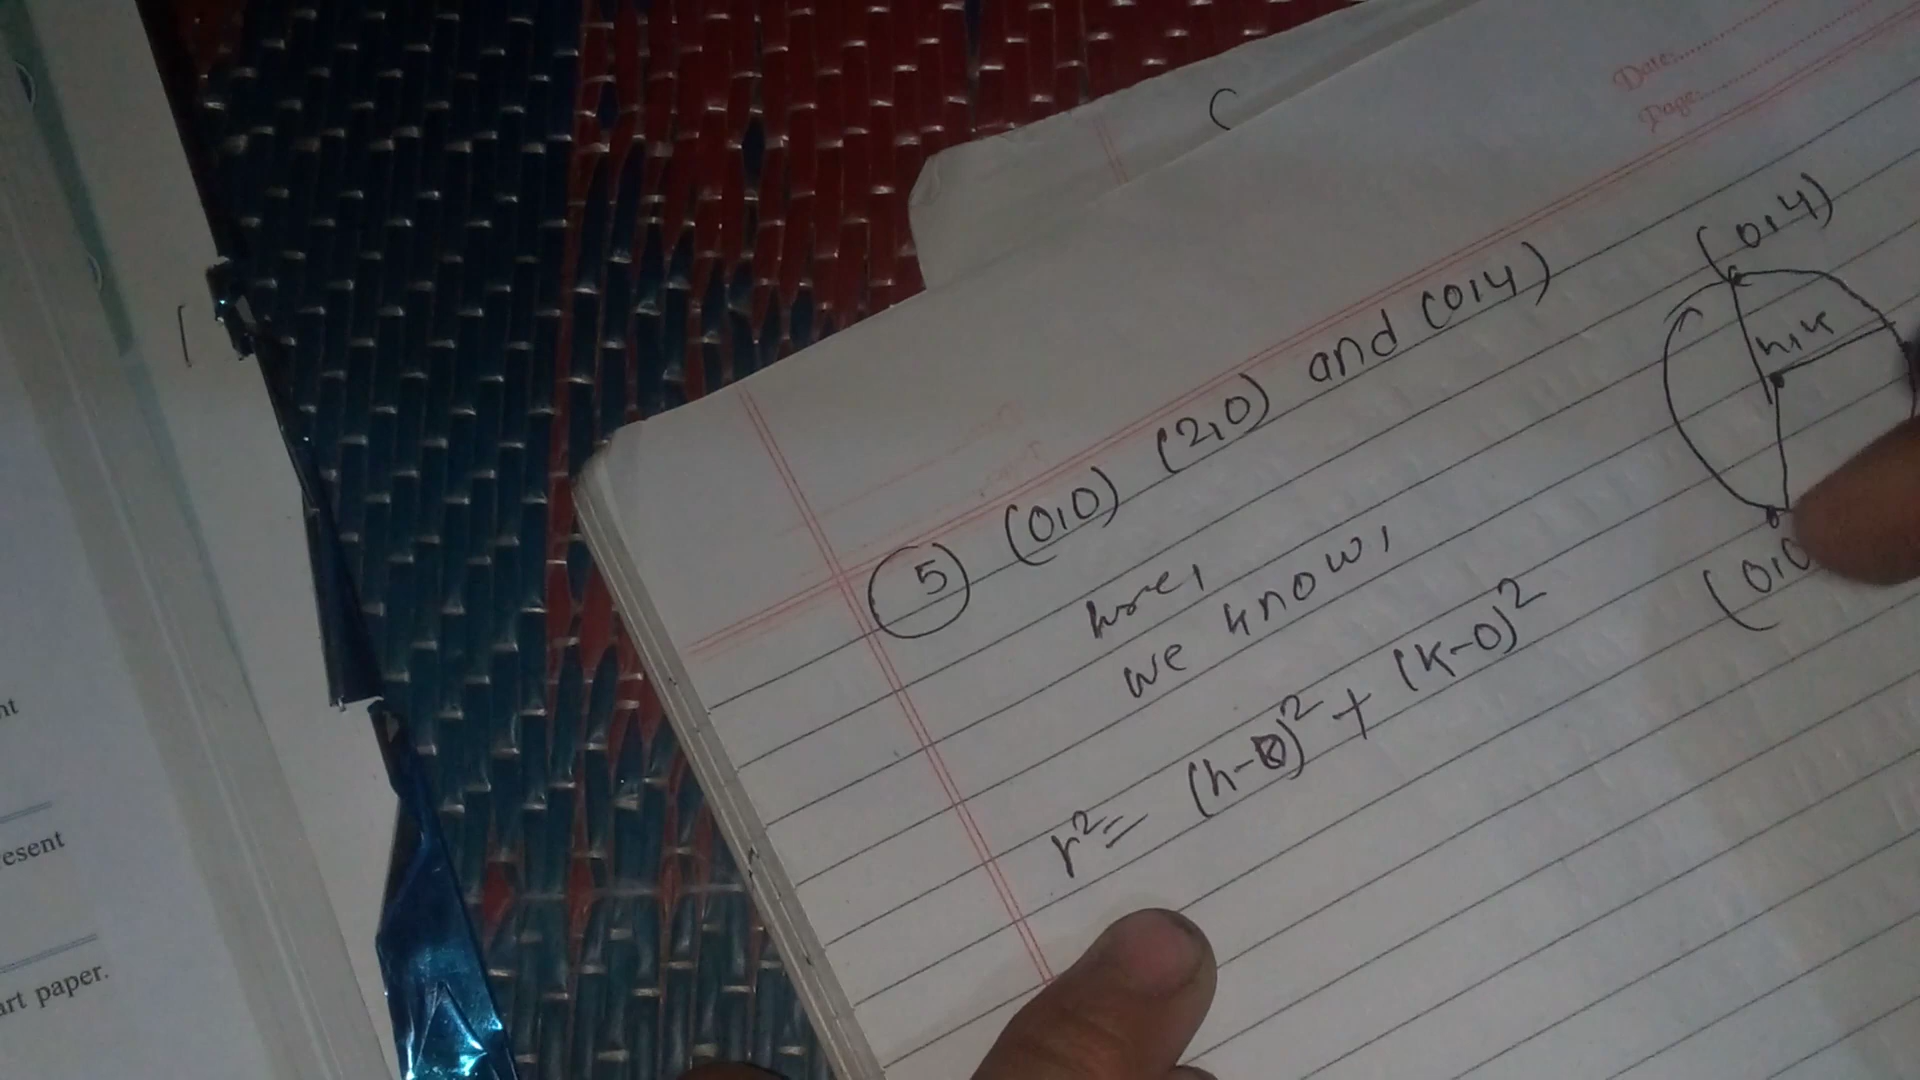 Date:
Page:
(5) (0,0) (2,0) and (0,4)
here,
we know,
r²= (h-0)² + (k-0)²
(0,4)
h,k
(0,0
nt
esent
art paper.